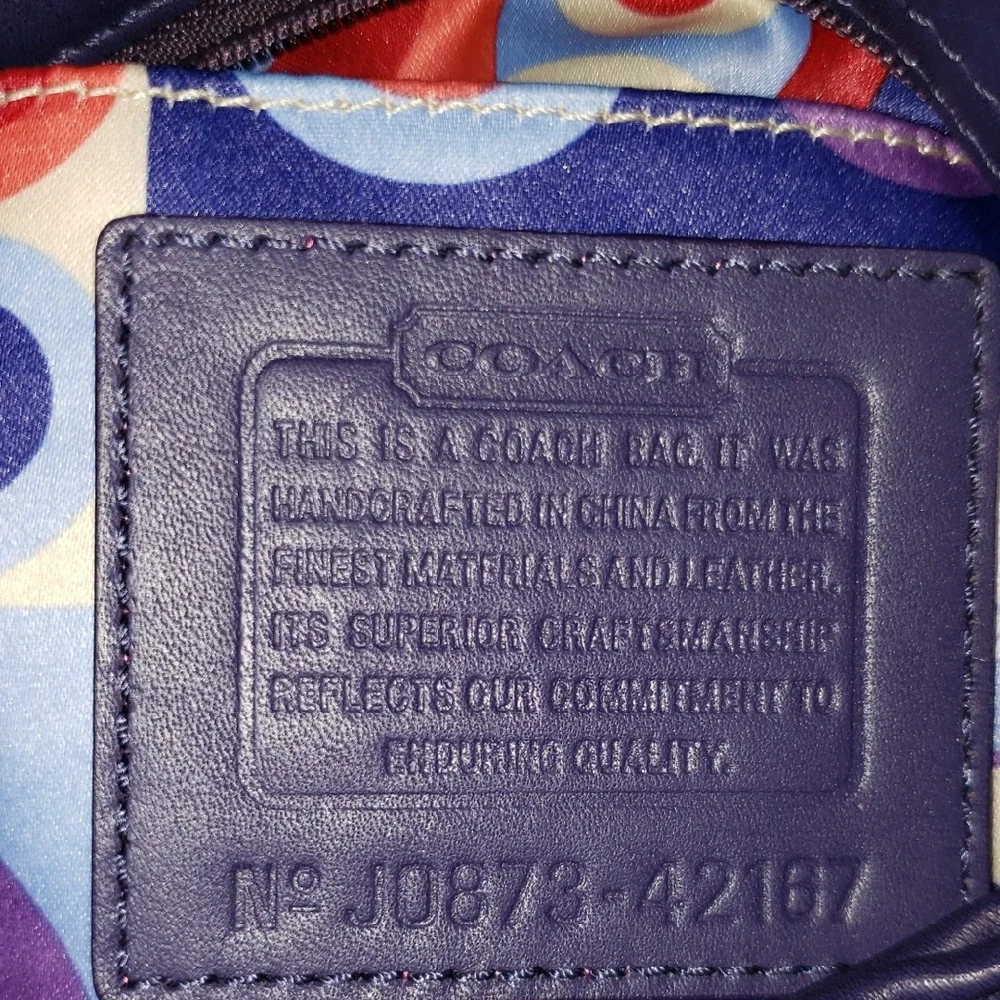 COACH
THIS IS A COACH BAG. IT WAS
HANDCRAFTED IN CHINA FROM THE
FINEST MATERIALS AND LEATHER.
ITS SUPERIOR CRAFTSMANSHIP
REFLECTS OUR COMMITMENT TO
ENDURING QUALITY.
Nº J0873-42167